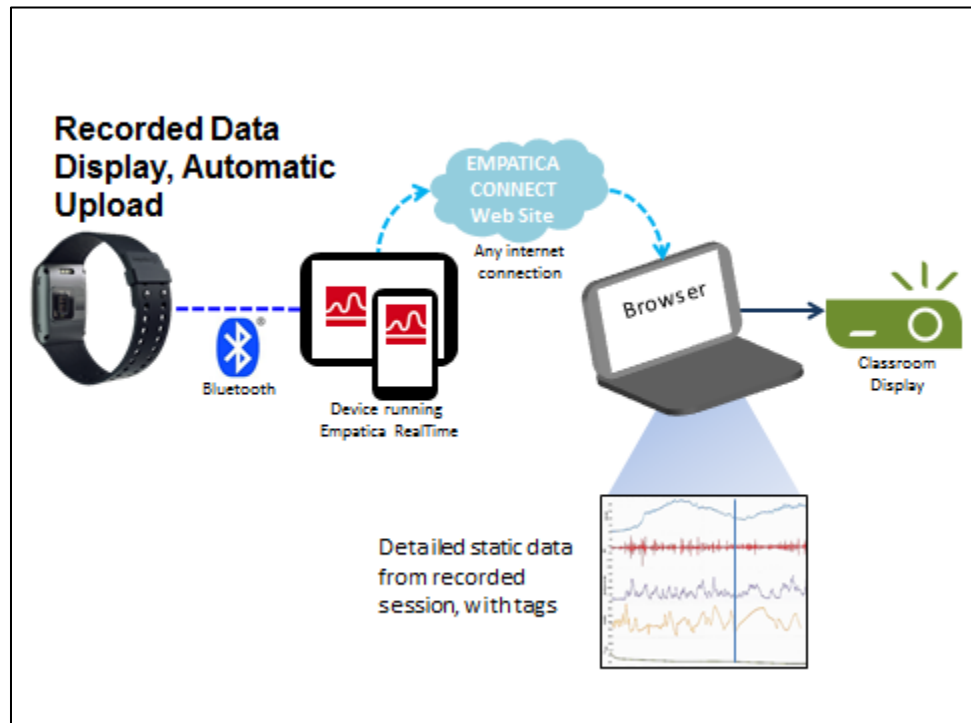 Recorded Data
Display, Automatic
Upload
EMPATICA
CONNECT
Web Site
Any internet
connection
®
Bluetooth
Device running
Empatica RealTime
Browser
Classroom
Display
Detailed static data
from recorded
session, with tags